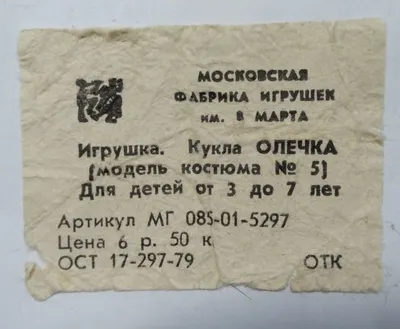 МОСКОВСКАЯ
ФАБРИКА ИГРУШЕК
им. 8 МАРТА
Игрушка. Кукла ОЛЕЧКА
(модель костюма № 5)
Для детей от 3 до 7 лет
Артикул МГ 08S-01-5297
Цена 6 р. 50 к
ОСТ 17-297-79 ОТК